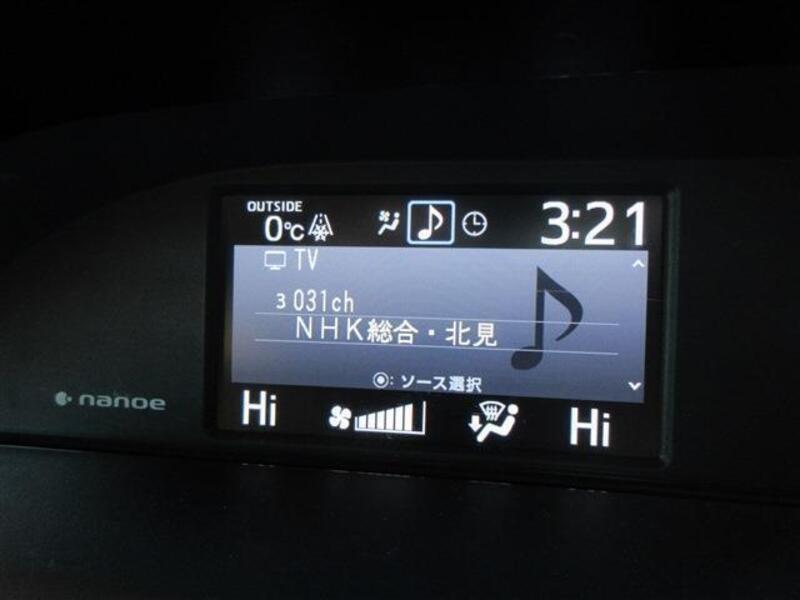 OUTSIDE
0℃
3:21
TV
3 031ch
NHK総合・北見
◉: ソース選択
nanoe
Hi
Hi